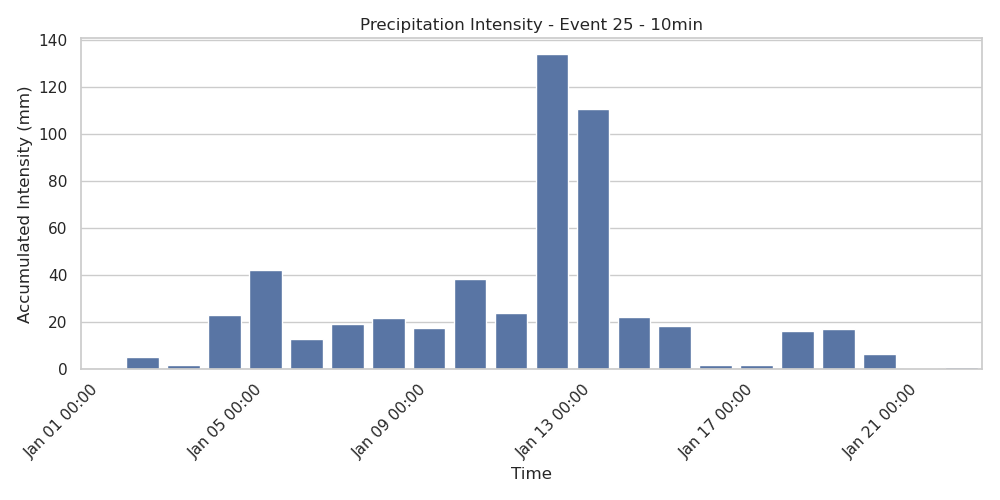 Precipitation Intensity - Event 25 - 10min
Accumulated Intensity (mm)
140
120
100
80
60
40
20
0
Jan 01 00:00
Jan 05 00:00
Jan 09 00:00
Jan 13 00:00
Jan 17 00:00
Jan 21 00:00
Time